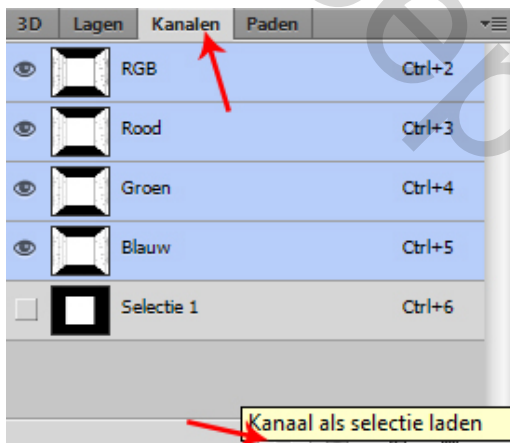 3D Lagen Kanalen Paden
RGB Ctrl+2
Rood Ctrl+3
Groen Ctrl+4
Blauw Ctrl+5
Selectie 1 Ctrl+6
Kanaal als selectie laden